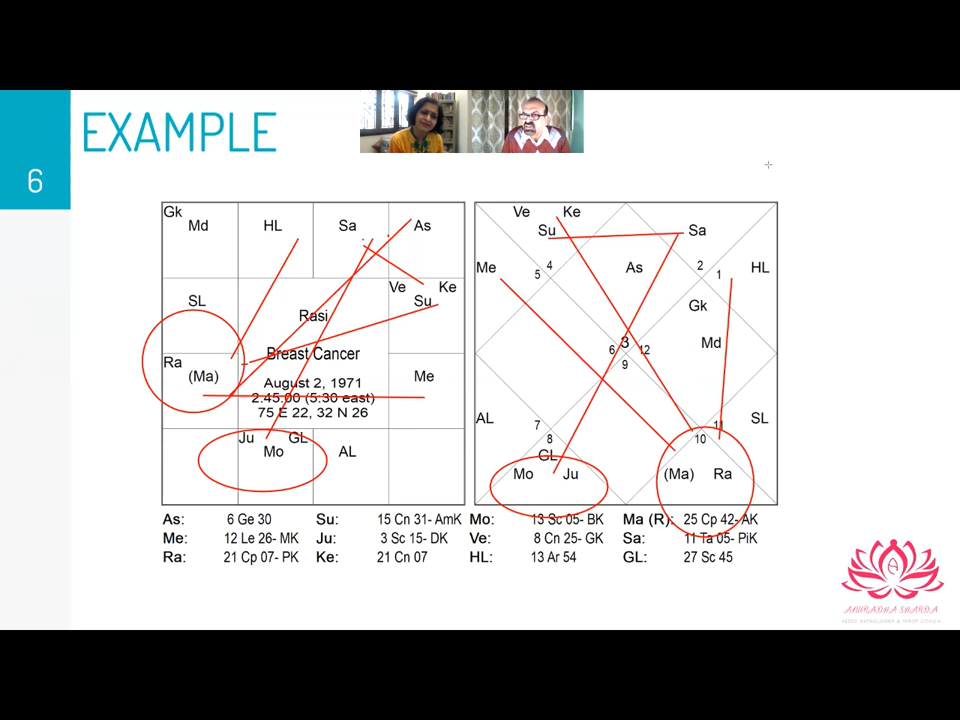 EXAMPLE
6
Gk
Md
HL
Sa
As
SL
Ve
Ke
Su
Rasi
Ra
(Ma)
Breast Cancer
August 2, 1971
2:45:00 (5:30 east)
75 E 22, 32 N 26
Me
Ju
GL
Mo
AL
Ve
Ke
Su
Sa
Me
5
4
As
2
1
HL
Gk
6
3
12
Md
9
AL
7
8
GL
Mo
Ju
11
10
SL
(Ma)
Ra
As: 6 Ge 30 Su: 15 Cn 31- AmK Mo: 13 Sc 05- BK Ma (R): 25 Cp 42- AK
Me: 12 Le 26- MK Ju: 3 Sc 15- DK Ve: 8 Cn 25- GK Sa: 11 Ta 05- PiK
Ra: 21 Cp 07- PK Ke: 21 Cn 07 HL: 13 Ar 54 GL: 27 Sc 45
A
ANURADHA SHARDA